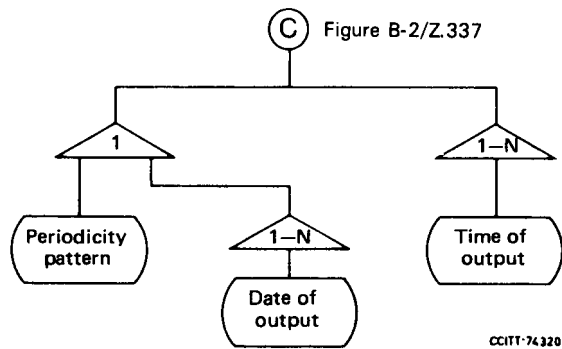 C Figure B-2/Z.337
1
1–N
Periodicity
pattern
1–N
Time of
output
Date of
output
CCITT-74320